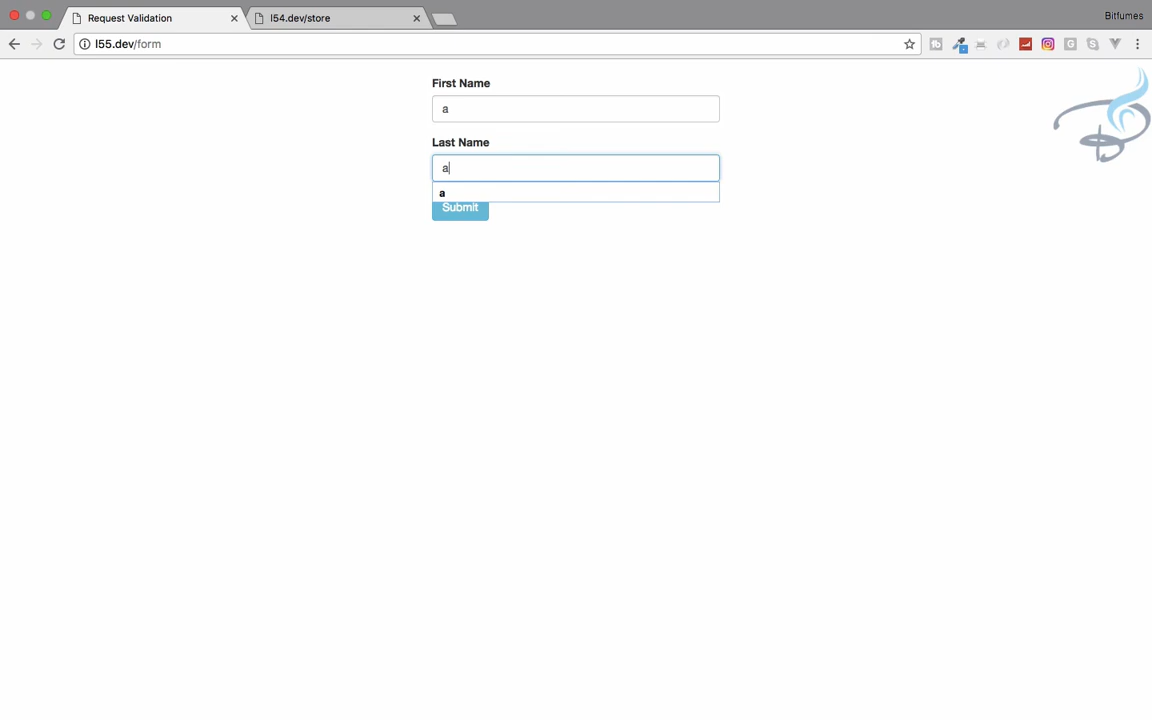 Request Validation
l54.dev/store
Bitfumes
l55.dev/form
First Name
a
Last Name
a
a
Submit